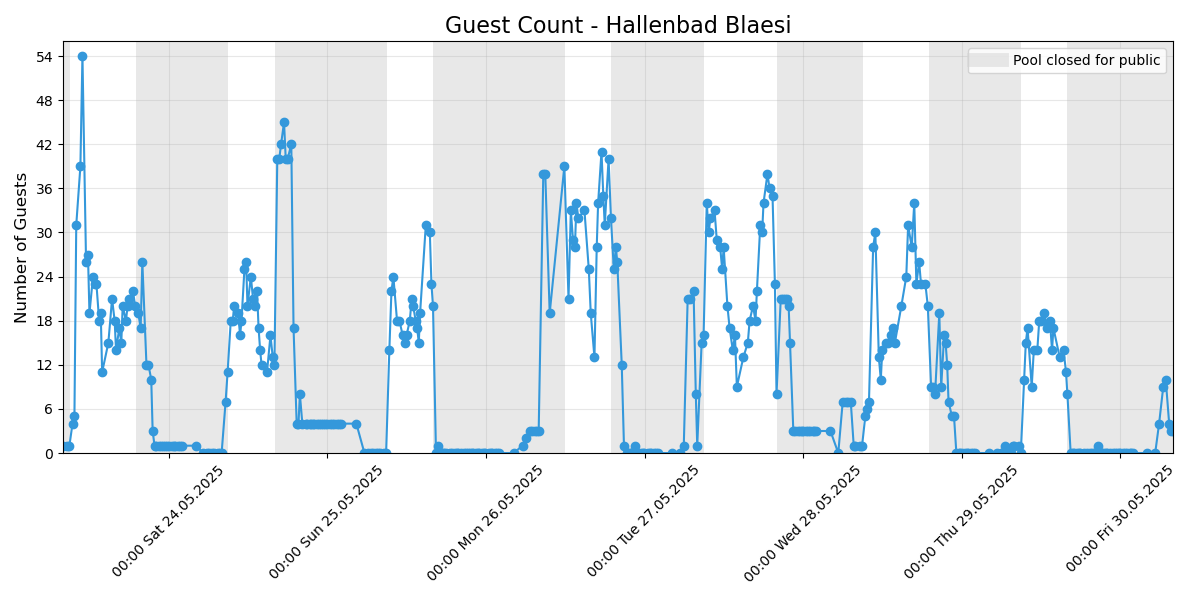 Guest Count - Hallenbad Blaesi
Pool closed for public
Number of Guests
54
48
42
36
30
24
18
12
6
0
00:00 Sat 24.05.2025
00:00 Sun 25.05.2025
00:00 Mon 26.05.2025
00:00 Tue 27.05.2025
00:00 Wed 28.05.2025
00:00 Thu 29.05.2025
00:00 Fri 30.05.2025